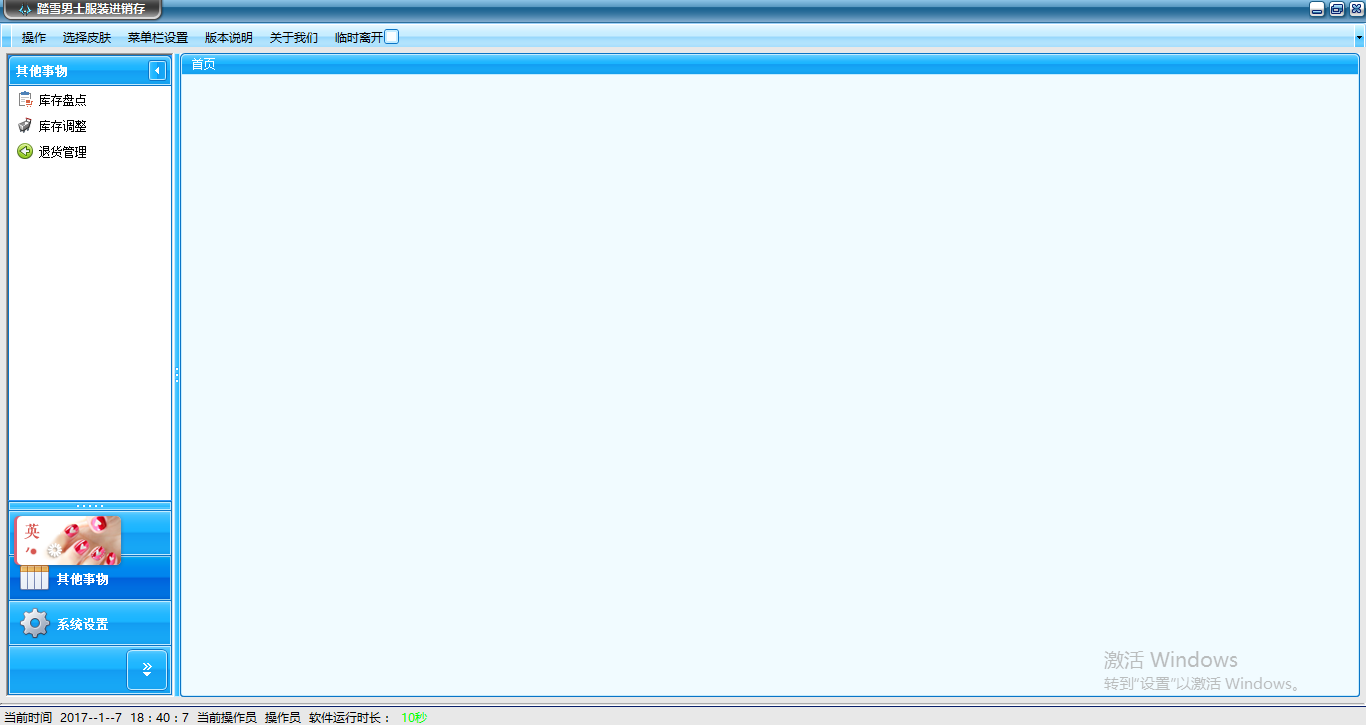 踏雪男士服装进销存
操作 选择皮肤 菜单栏设置 版本说明 关于我们 临时离开
其他事物
首页
库存盘点
库存调整
退货管理
英
其他事物
系统设置
激活 Windows
转到“设置”以激活 Windows。
当前时间 2017--1--7 18：40：7 当前操作员 操作员 软件运行时长： 10秒